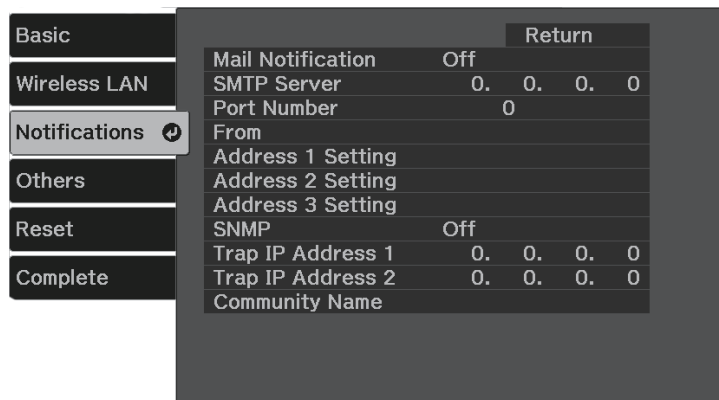 Basic
Wireless LAN
Notifications
Others
Reset
Complete
Return
Mail Notification Off
SMTP Server 0. 0. 0. 0
Port Number 0
From
Address 1 Setting
Address 2 Setting
Address 3 Setting
SNMP Off
Trap IP Address 1 0. 0. 0. 0
Trap IP Address 2 0. 0. 0. 0
Community Name